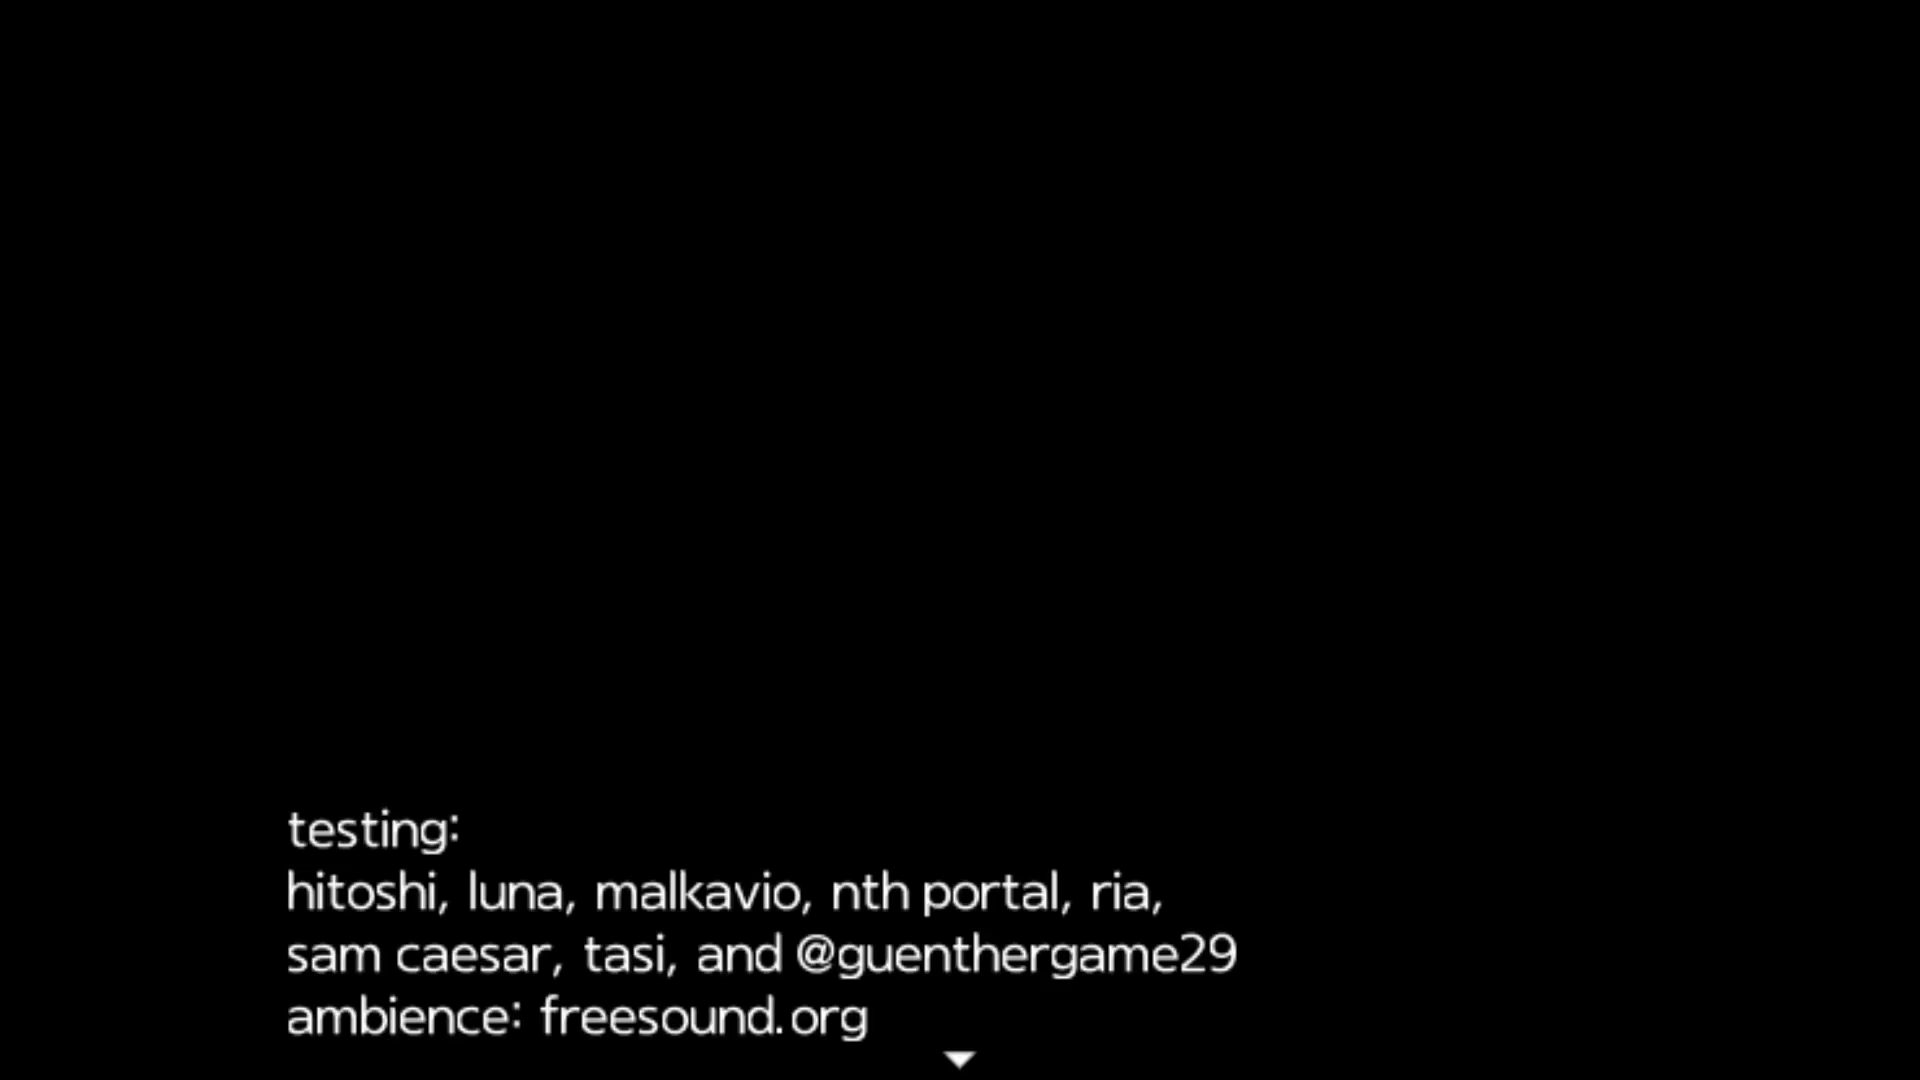 testing:
hitoshi, luna, malkavio, nth portal, ria,
sam caesar, tasi, and @guenthergame29
ambience: freesound.org